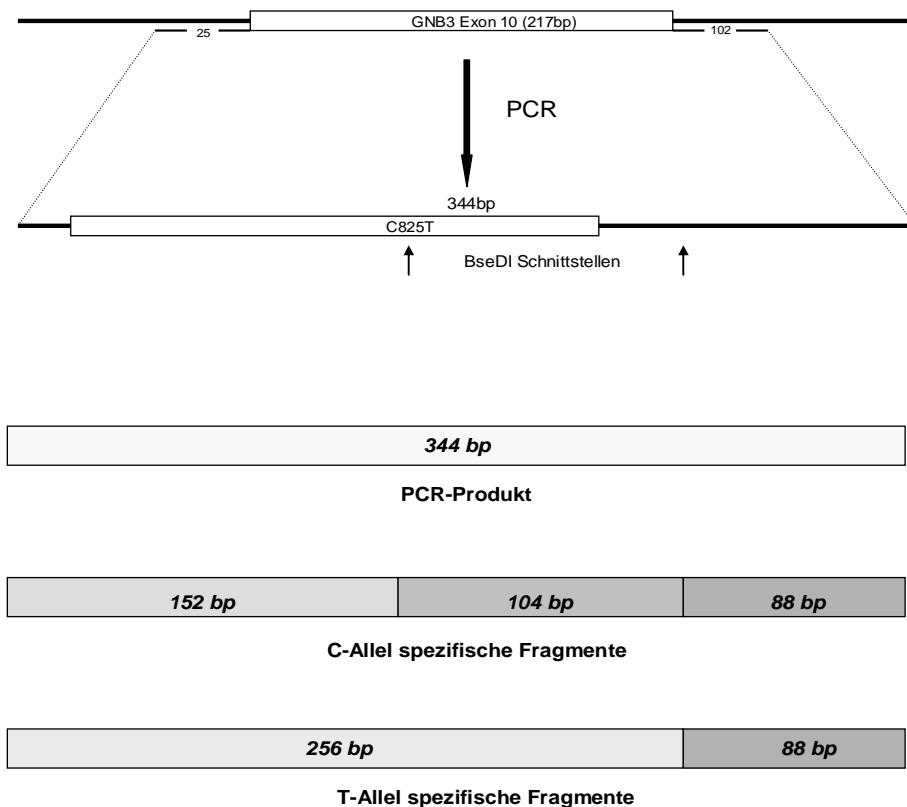 GNB3 Exon 10 (217bp)
25
102
PCR
344bp
C825T
BseDI Schnittstellen
344 bp
PCR-Produkt
152 bp 104 bp 88 bp
C-Allel spezifische Fragmente
256 bp 88 bp
T-Allel spezifische Fragmente